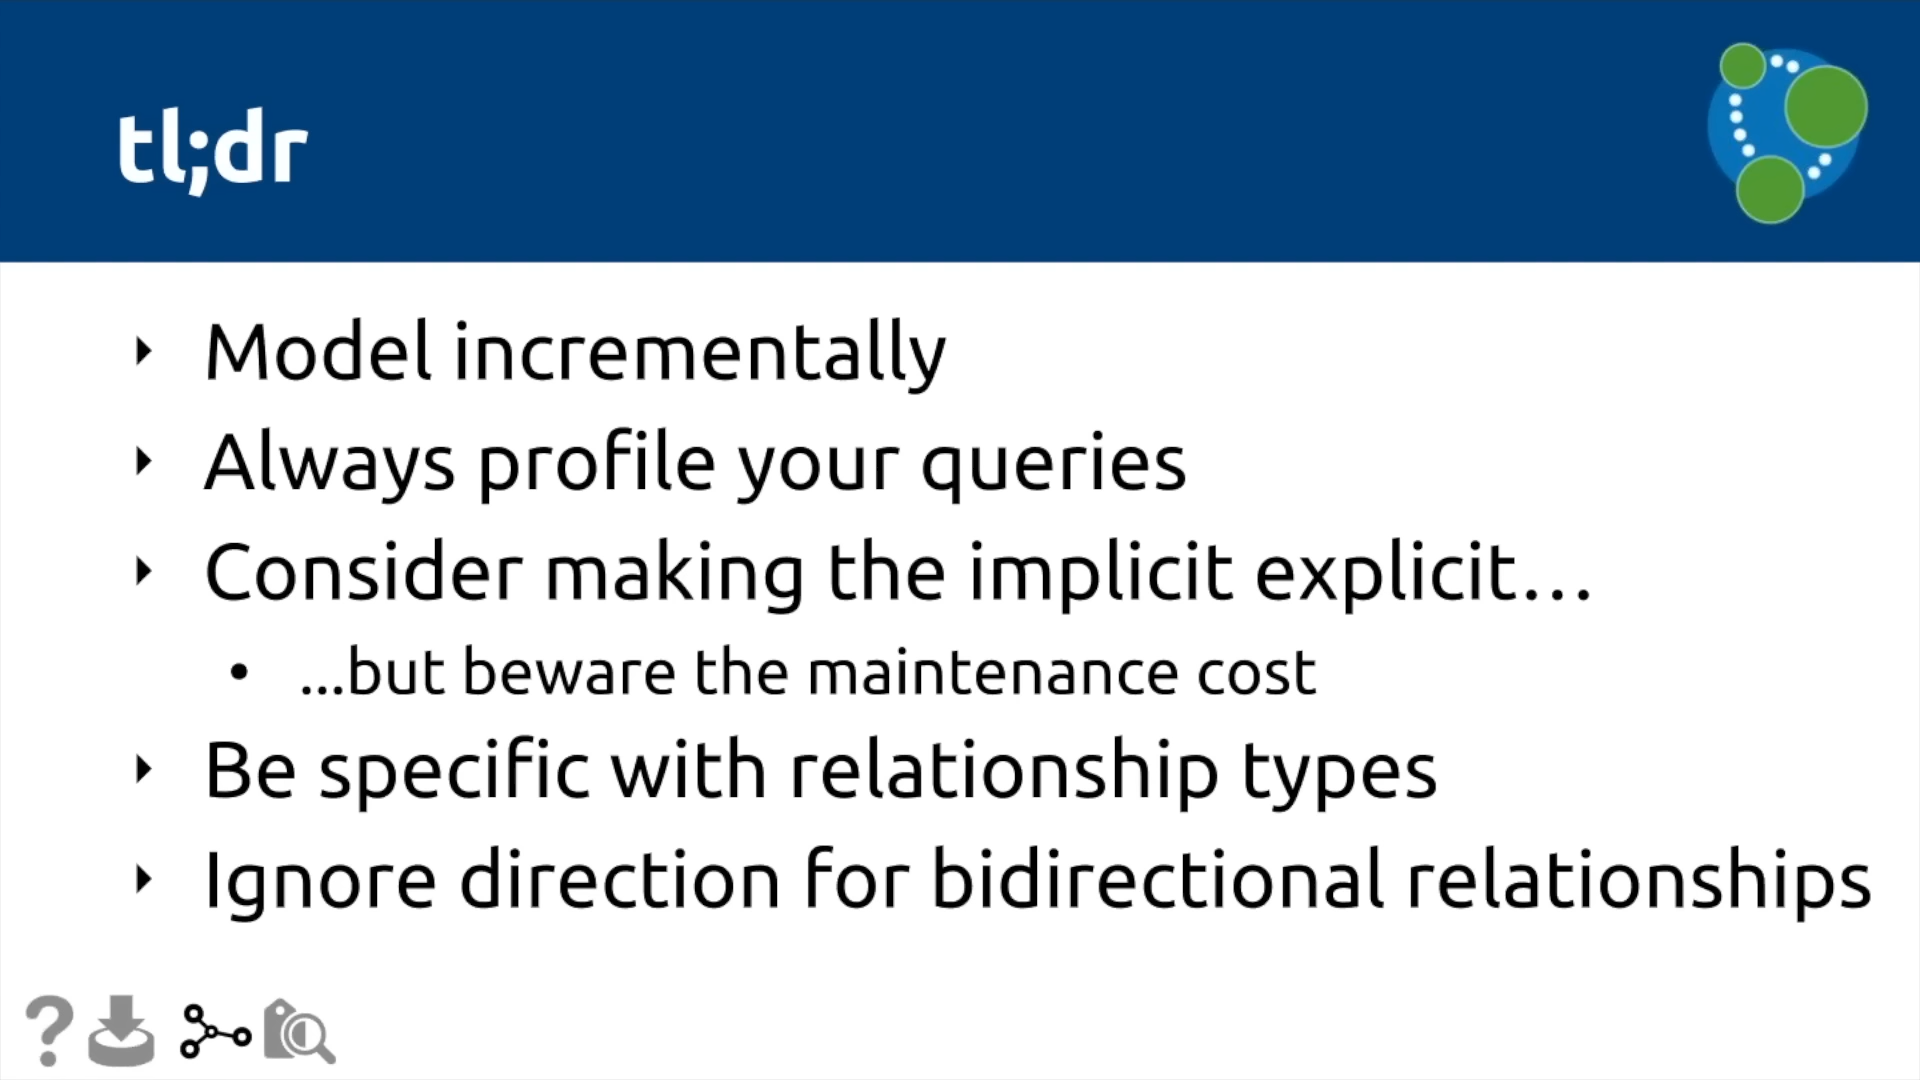 tl;dr
Model incrementally
Always profile your queries
Consider making the implicit explicit…
...but beware the maintenance cost
Be specific with relationship types
Ignore direction for bidirectional relationships